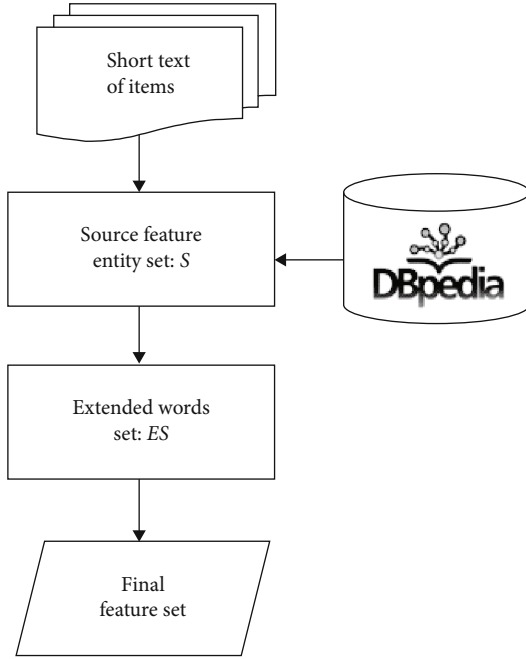 Short text
of items
Source feature
entity set: S
DBpedia
Extended words
set: ES
Final
feature set